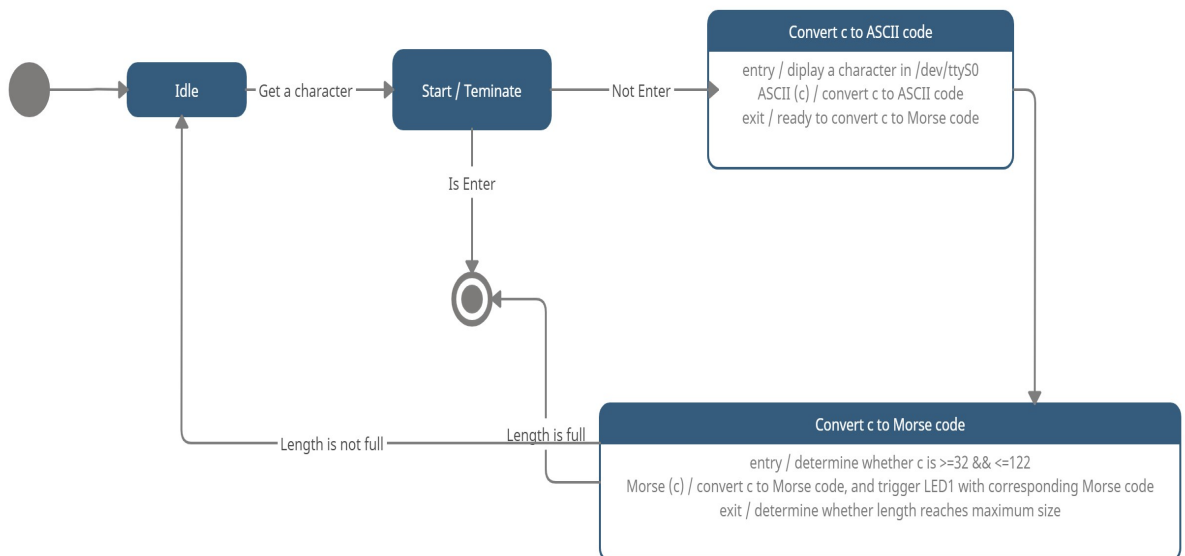 Convert c to ASCII code
entry / diplay a character in /dev/ttyS0
Idle
Get a character
Start / Teminate
Not Enter
ASCII (c) / convert c to ASCII code
exit / ready to convert c to Morse code
Is Enter
Convert c to Morse code
Length is full
Length is not full
entry / determine whether c is >=32 && <=122
Morse (c) / convert c to Morse code, and trigger LED1 with corresponding Morse code
exit / determine whether length reaches maximum size